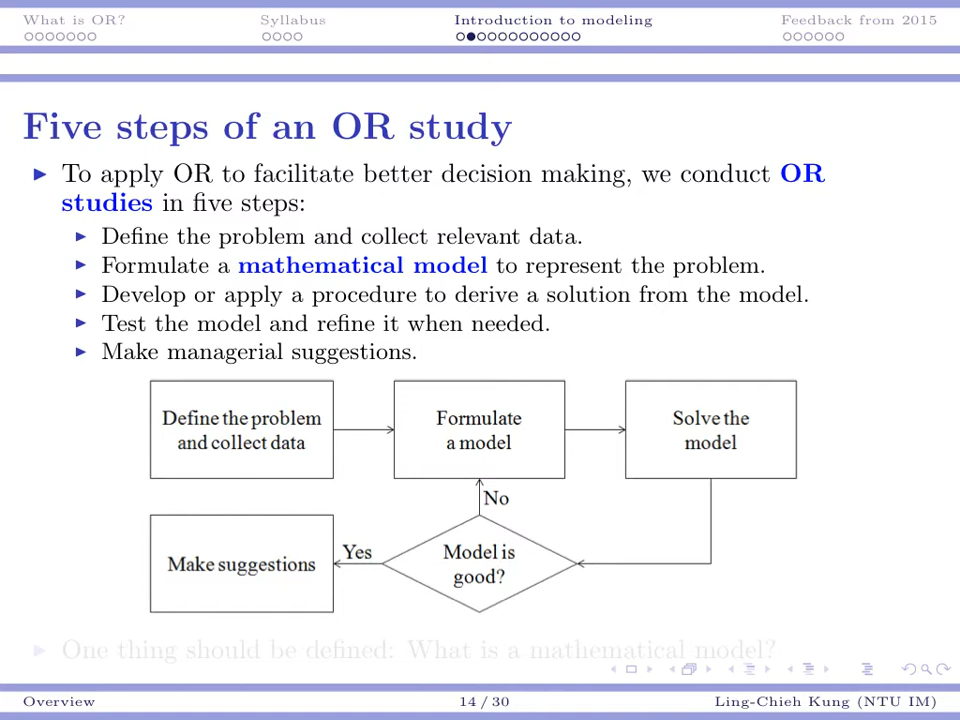 What is OR? Syllabus Introduction to modeling Feedback from 2015
Five steps of an OR study
To apply OR to facilitate better decision making, we conduct OR
studies in five steps:
Define the problem and collect relevant data.
Formulate a mathematical model to represent the problem.
Develop or apply a procedure to derive a solution from the model.
Test the model and refine it when needed.
Make managerial suggestions.
Define the problem
and collect data
Formulate
a model
Solve the
model
No
Make suggestions
Yes
Model is
good?
One thing should be defined: What is a mathematical model?
Overview 14 / 30 Ling-Chieh Kung (NTU IM)